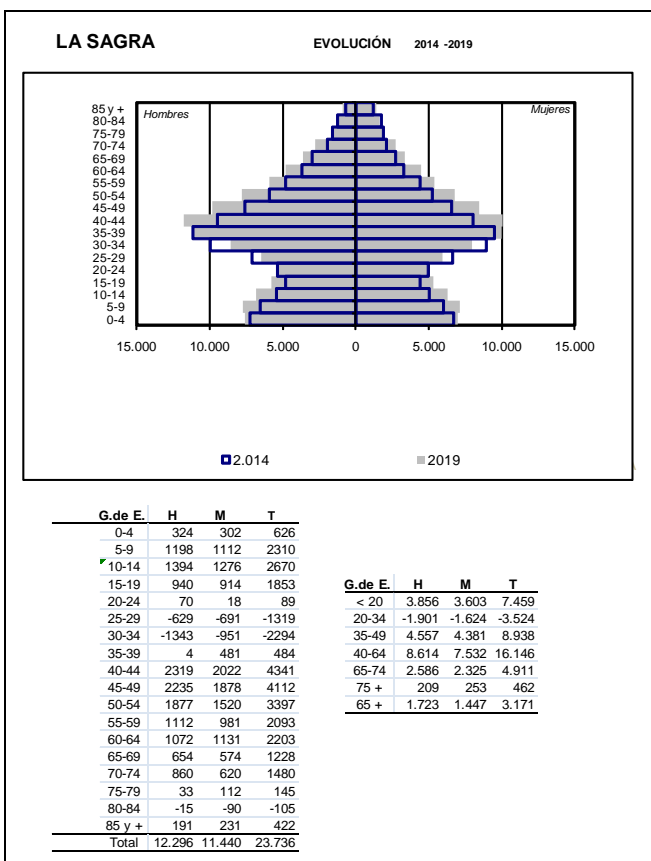 LA SAGRA EVOLUCIÓN 2014 -2019
Hombres Mujeres
85 y +
80-84
75-79
70-74
65-69
60-64
55-59
50-54
45-49
40-44
35-39
30-34
25-29
20-24
15-19
10-14
5-9
0-4
15.000 10.000 5.000 0 5.000 10.000 15.000
2.014 2019
G.de E. H M T
0-4 324 302 626
5-9 1198 1112 2310
10-14 1394 1276 2670
15-19 940 914 1853
20-24 70 18 89
25-29 -629 -691 -1319
30-34 -1343 -951 -2294
35-39 4 481 484
40-44 2319 2022 4341
45-49 2235 1878 4112
50-54 1877 1520 3397
55-59 1112 981 2093
60-64 1072 1131 2203
65-69 654 574 1228
70-74 860 620 1480
75-79 33 112 145
80-84 -15 -90 -105
85 y + 191 231 422
Total 12.296 11.440 23.736
G.de E. H M T
< 20 3.856 3.603 7.459
20-34 -1.901 -1.624 -3.524
35-49 4.557 4.381 8.938
40-64 8.614 7.532 16.146
65-74 2.586 2.325 4.911
75 + 209 253 462
65 + 1.723 1.447 3.171